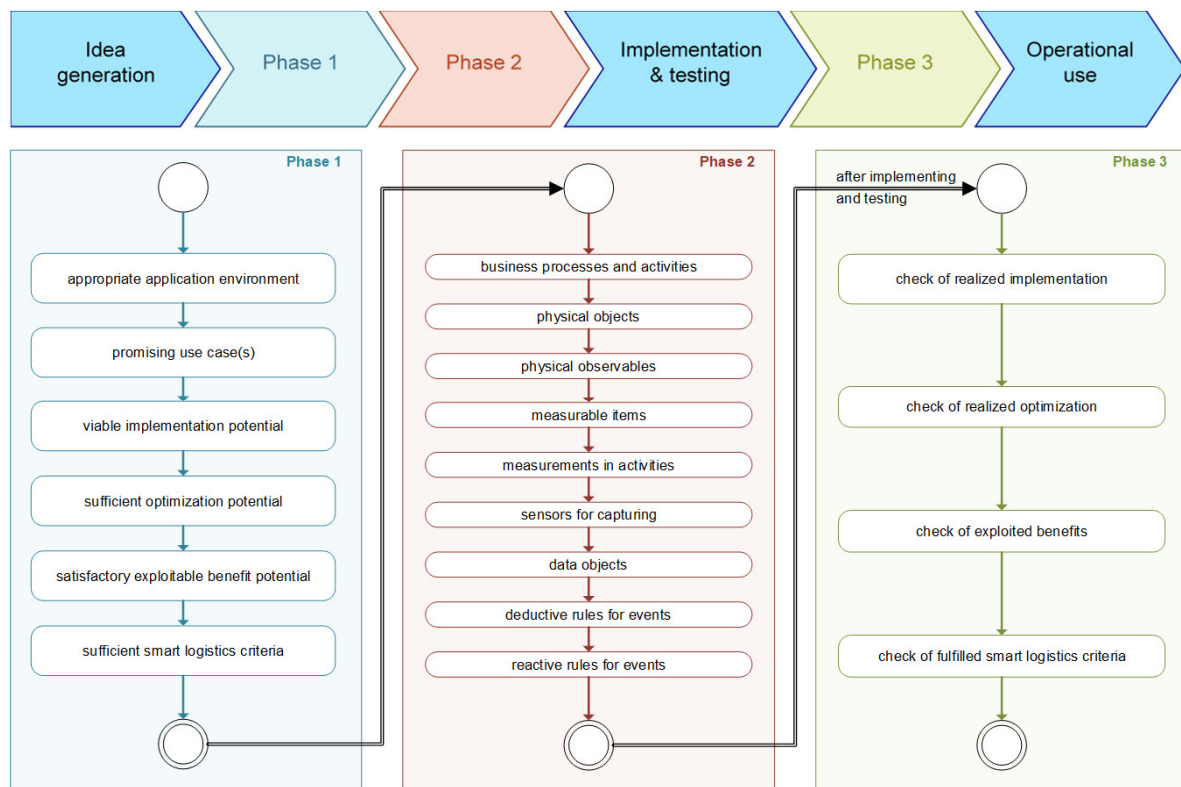 Idea
generation
Phase 1
Phase 2
Implementation
& testing
Phase 3
Operational
use
Phase 1
appropriate application environment
promising use case(s)
viable implementation potential
sufficient optimization potential
satisfactory exploitable benefit potential
sufficient smart logistics criteria
Phase 2
business processes and activities
physical objects
physical observables
measurable items
measurements in activities
sensors for capturing
data objects
deductive rules for events
reactive rules for events
Phase 3
after implementing
and testing
check of realized implementation
check of realized optimization
check of exploited benefits
check of fulfilled smart logistics criteria